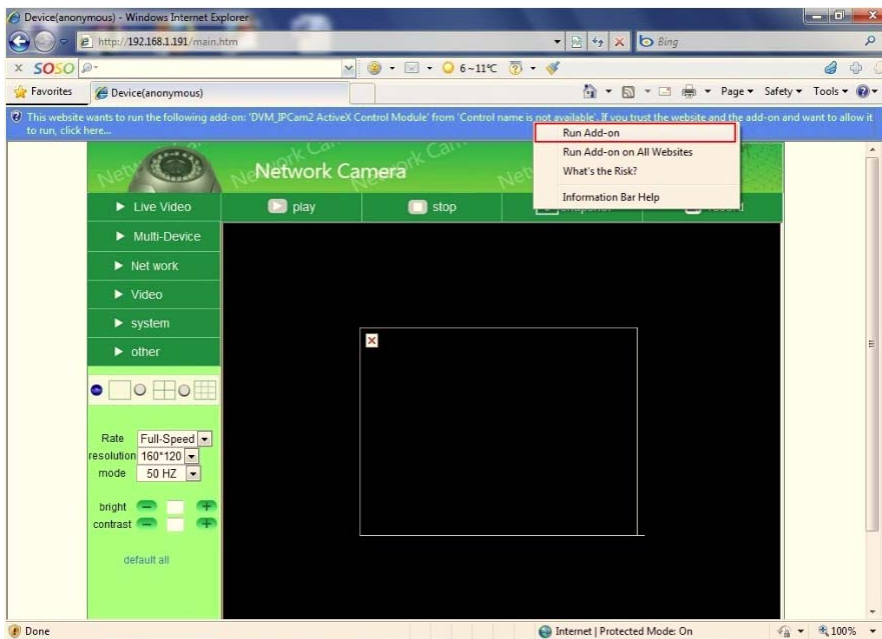 Device(anonymous) - Windows Internet Explorer
http://192.168.1.191/main.htm
Bing
SOSO
6~11℃
Favorites
Device(anonymous)
Page
Safety
Tools
This website wants to run the following add-on: 'DVM_IPCam2 ActiveX Control Module' from 'Control name is not available'. If you trust the website and the add-on and want to allow it
to run, click here...
Run Add-on
Run Add-on on All Websites
What's the Risk?
Information Bar Help
Network Camera
Live Video
play
stop
Multi-Device
Net work
Video
system
other
Rate Full-Speed
resolution 160*120
mode 50 HZ
bright
contrast
default all
Done
Internet | Protected Mode: On
100%